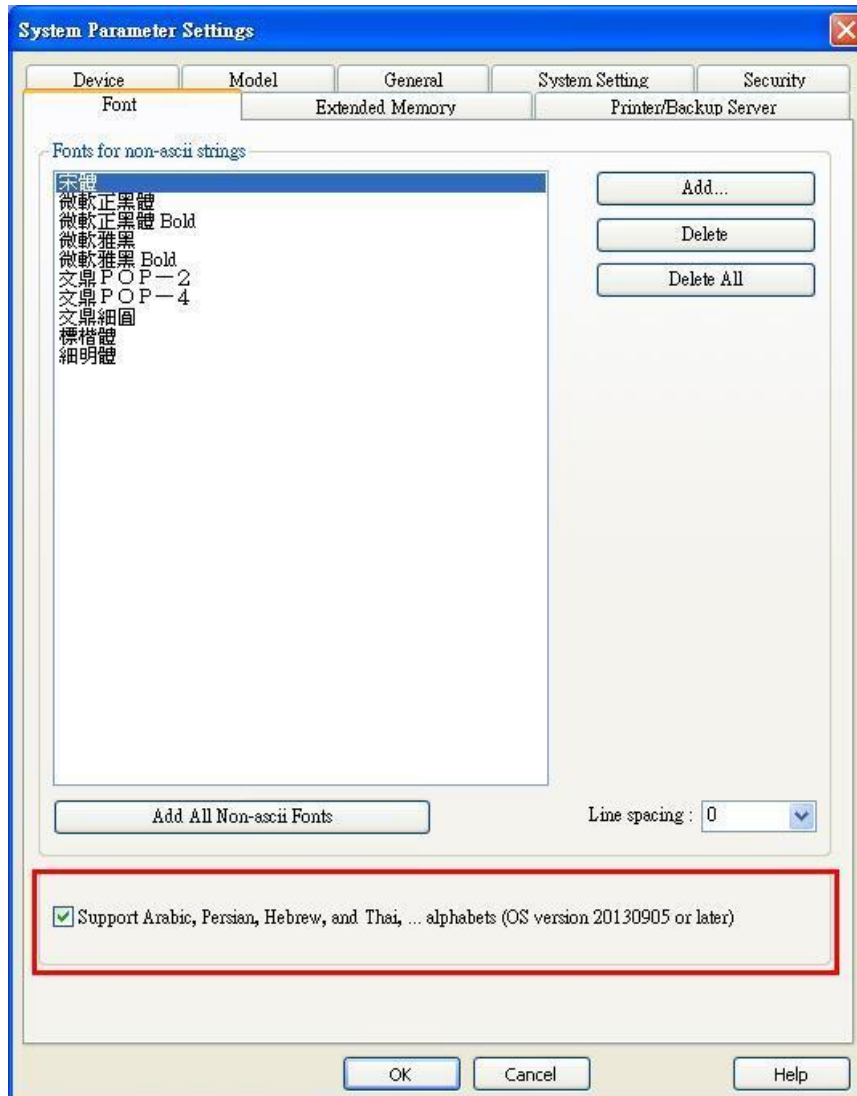 System Parameter Settings
Device Model General System Setting Security
Font Extended Memory Printer/Backup Server
Fonts for non-ascii strings
宋體
微軟正黑體
微軟正黑體 Bold
微軟雅黑
微軟雅黑 Bold
文鼎ＰＯＰ－２
文鼎ＰＯＰ－４
文鼎細圓
標楷體
細明體
Add...
Delete
Delete All
Add All Non-ascii Fonts
Line spacing : 0
Support Arabic, Persian, Hebrew, and Thai, ... alphabets (OS version 20130905 or later)
OK Cancel Help